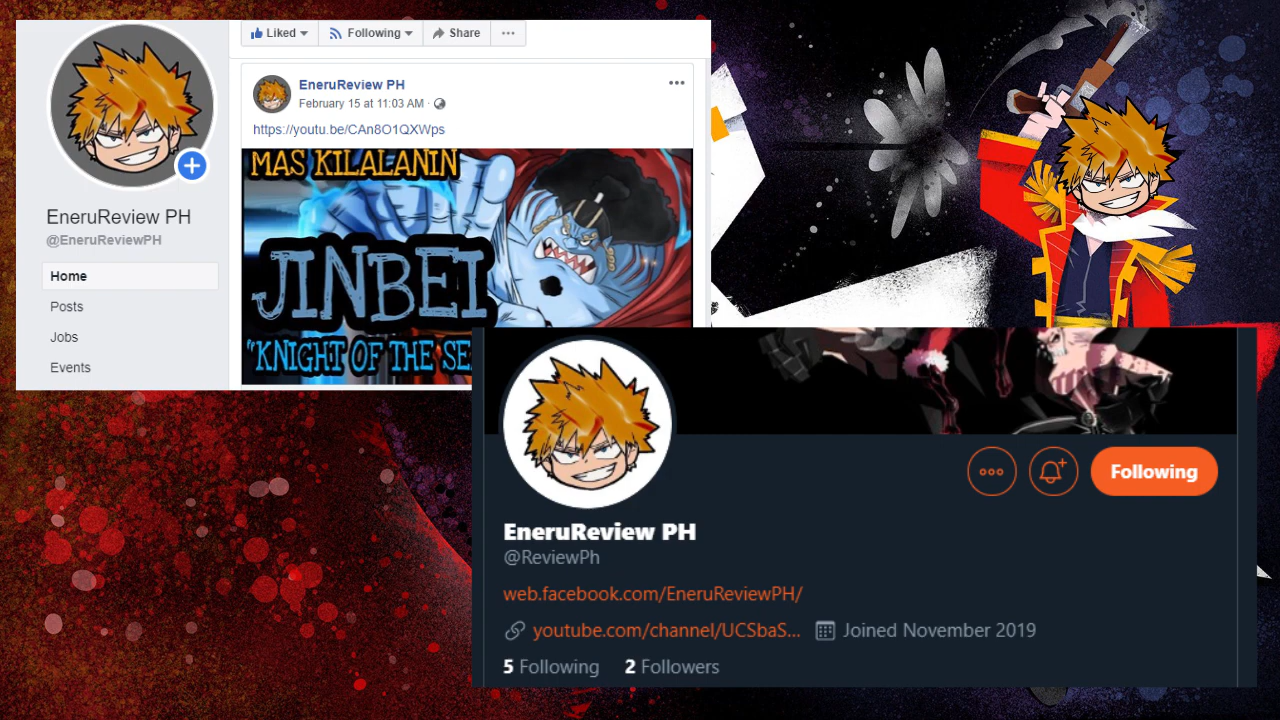 Liked
Following
Share
EneruReview PH
February 15 at 11:03 AM ·
https://youtu.be/CAn8O1QXWps
MAS KILALANIN
JINBEI
"KNIGHT OF THE SE
EneruReview PH
@EneruReviewPH
Home
Posts
Jobs
Events
Following
EneruReview PH
@ReviewPh
web.facebook.com/EneruReviewPH/
youtube.com/channel/UCSbaS... Joined November 2019
5 Following 2 Followers